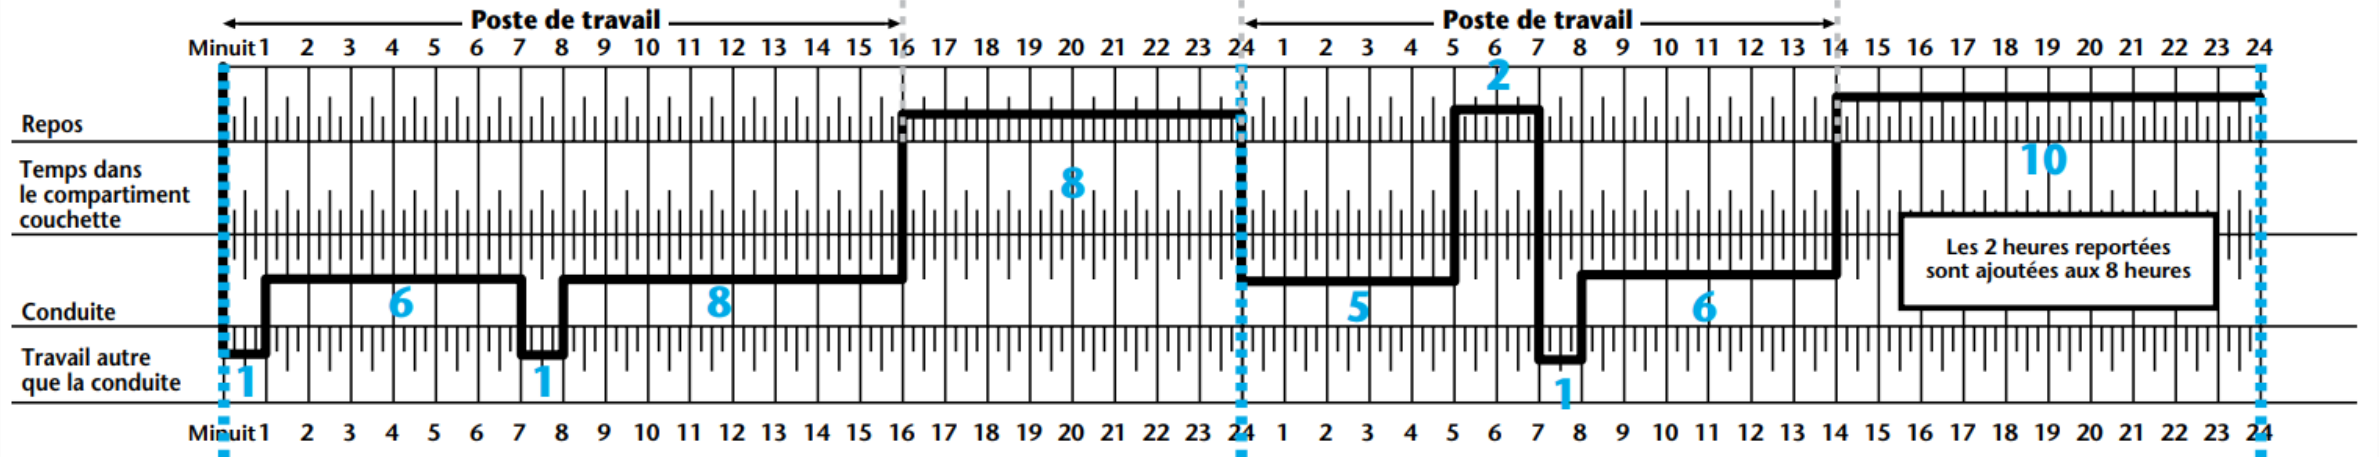 Poste de travail Poste de travail
Minuit 1 2 3 4 5 6 7 8 9 10 11 12 13 14 15 16 17 18 19 20 21 22 23 24 1 2 3 4 5 6 7 8 9 10 11 12 13 14 15 16 17 18 19 20 21 22 23 24
2
Repos
10
Temps dans
le compartiment
couchette
8
Les 2 heures reportées
sont ajoutées aux 8 heures
Conduite
6 8 5 6
Travail autre
que la conduite
1 1 1
Minuit 1 2 3 4 5 6 7 8 9 10 11 12 13 14 15 16 17 18 19 20 21 22 23 24 1 2 3 4 5 6 7 8 9 10 11 12 13 14 15 16 17 18 19 20 21 22 23 24